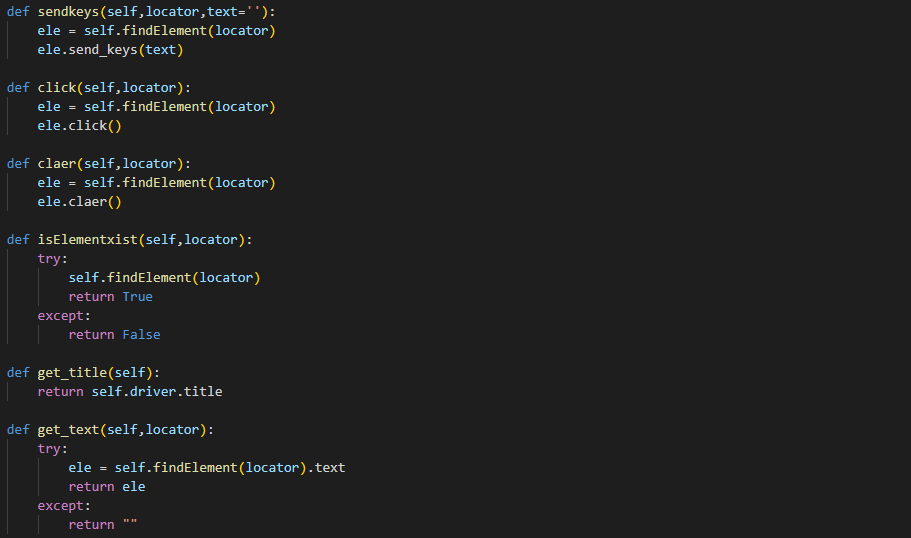 def sendkeys(self,locator,text=''):
    ele = self.findElement(locator)
    ele.send_keys(text)

def click(self,locator):
    ele = self.findElement(locator)
    ele.click()

def claer(self,locator):
    ele = self.findElement(locator)
    ele.claer()

def isElementxist(self,locator):
    try:
        self.findElement(locator)
        return True
    except:
        return False

def get_title(self):
    return self.driver.title

def get_text(self,locator):
    try:
        ele = self.findElement(locator).text
        return ele
    except:
        return ""